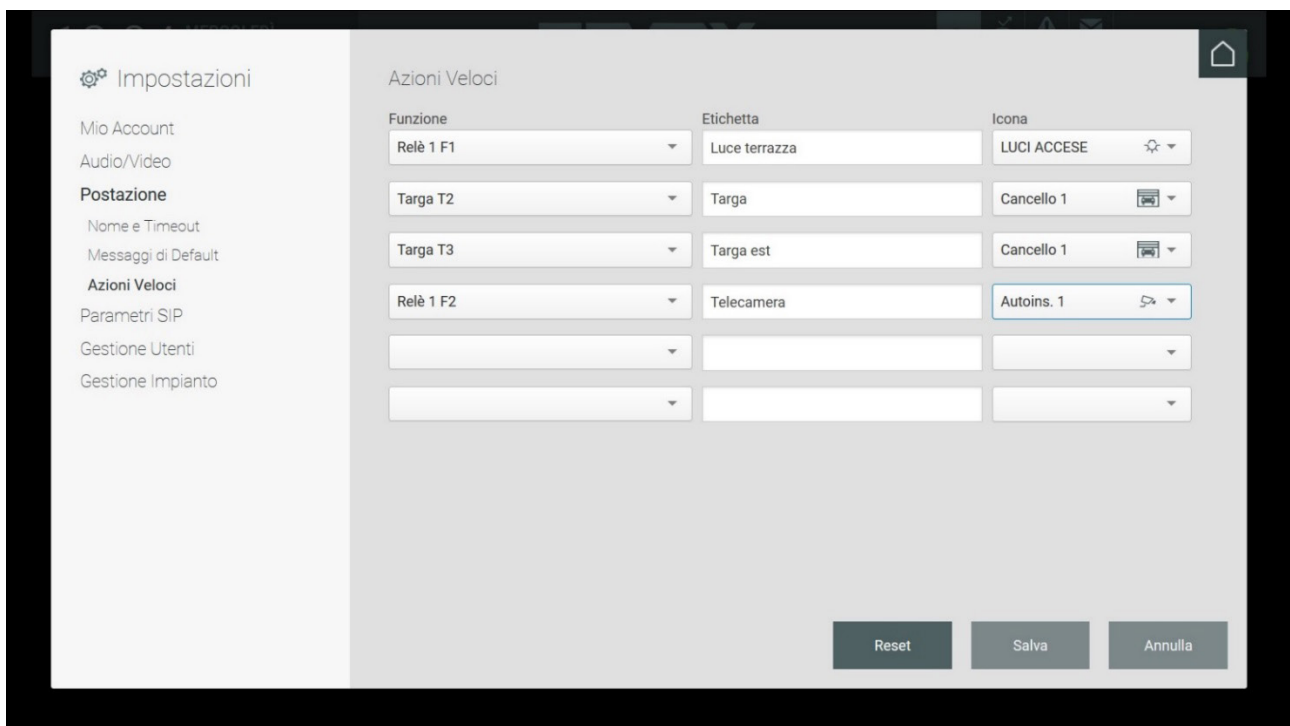 Impostazioni
Mio Account
Audio/Video
Postazione
Nome e Timeout
Messaggi di Default
Azioni Veloci
Parametri SIP
Gestione Utenti
Gestione Impianto
Azioni Veloci
Funzione Etichetta Icona
Relè 1 F1 Luce terrazza LUCI ACCESE
Targa T2 Targa Cancello 1
Targa T3 Targa est Cancello 1
Relè 1 F2 Telecamera Autoins. 1
Reset Salva Annulla